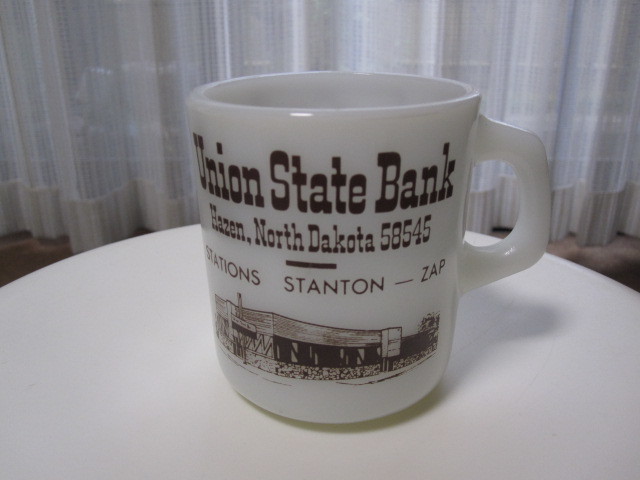 Union State Bank
Hazen, North Dakota 58545
STATIONS STANTON — ZAP